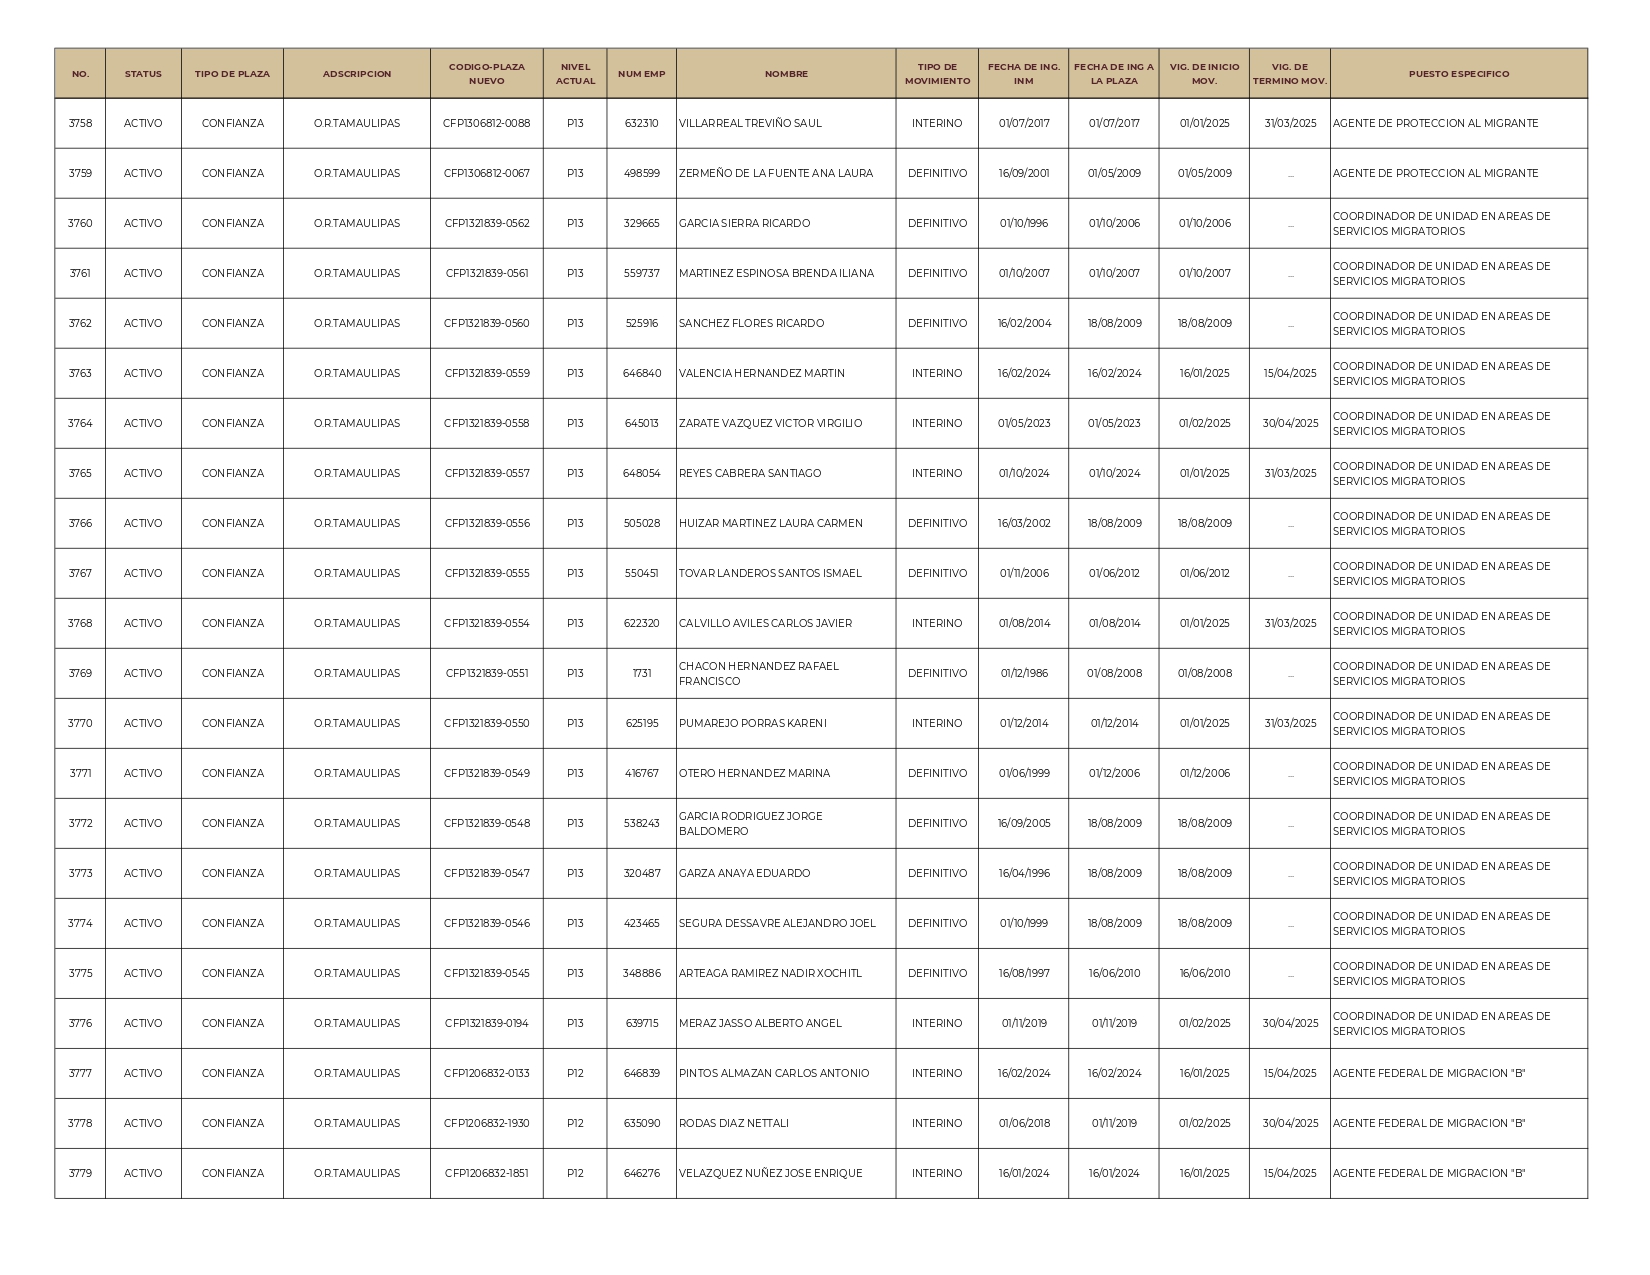 NO. STATUS TIPO DE PLAZA ADSCRIPCION CODIGO-PLAZA NUEVO NIVEL ACTUAL NUM EMP NOMBRE TIPO DE MOVIMIENTO FECHA DE ING. INM FECHA DE ING A LA PLAZA VIG. DE INICIO MOV. VIG. DE TERMINO MOV. PUESTO ESPECIFICO
3758 ACTIVO CONFIANZA O.R.TAMAULIPAS CFP1306812-0088 P13 632310 VILLARREAL TREVIÑO SAUL INTERINO 01/07/2017 01/07/2017 01/01/2025 31/03/2025 AGENTE DE PROTECCION AL MIGRANTE
3759 ACTIVO CONFIANZA O.R.TAMAULIPAS CFP1306812-0067 P13 498599 ZERMEÑO DE LA FUENTE ANA LAURA DEFINITIVO 16/09/2001 01/05/2009 01/05/2009 ... AGENTE DE PROTECCION AL MIGRANTE
3760 ACTIVO CONFIANZA O.R.TAMAULIPAS CFP1321839-0562 P13 329665 GARCIA SIERRA RICARDO DEFINITIVO 01/10/1996 01/10/2006 01/10/2006 ... COORDINADOR DE UNIDAD EN AREAS DE SERVICIOS MIGRATORIOS
3761 ACTIVO CONFIANZA O.R.TAMAULIPAS CFP1321839-0561 P13 559737 MARTINEZ ESPINOSA BRENDA ILIANA DEFINITIVO 01/10/2007 01/10/2007 01/10/2007 ... COORDINADOR DE UNIDAD EN AREAS DE SERVICIOS MIGRATORIOS
3762 ACTIVO CONFIANZA O.R.TAMAULIPAS CFP1321839-0560 P13 525916 SANCHEZ FLORES RICARDO DEFINITIVO 16/02/2004 18/08/2009 18/08/2009 ... COORDINADOR DE UNIDAD EN AREAS DE SERVICIOS MIGRATORIOS
3763 ACTIVO CONFIANZA O.R.TAMAULIPAS CFP1321839-0559 P13 646840 VALENCIA HERNANDEZ MARTIN INTERINO 16/02/2024 16/02/2024 16/01/2025 15/04/2025 COORDINADOR DE UNIDAD EN AREAS DE SERVICIOS MIGRATORIOS
3764 ACTIVO CONFIANZA O.R.TAMAULIPAS CFP1321839-0558 P13 645013 ZARATE VAZQUEZ VICTOR VIRGILIO INTERINO 01/05/2023 01/05/2023 01/02/2025 30/04/2025 COORDINADOR DE UNIDAD EN AREAS DE SERVICIOS MIGRATORIOS
3765 ACTIVO CONFIANZA O.R.TAMAULIPAS CFP1321839-0557 P13 648054 REYES CABRERA SANTIAGO INTERINO 01/10/2024 01/10/2024 01/01/2025 31/03/2025 COORDINADOR DE UNIDAD EN AREAS DE SERVICIOS MIGRATORIOS
3766 ACTIVO CONFIANZA O.R.TAMAULIPAS CFP1321839-0556 P13 505028 HUIZAR MARTINEZ LAURA CARMEN DEFINITIVO 16/03/2002 18/08/2009 18/08/2009 ... COORDINADOR DE UNIDAD EN AREAS DE SERVICIOS MIGRATORIOS
3767 ACTIVO CONFIANZA O.R.TAMAULIPAS CFP1321839-0555 P13 550451 TOVAR LANDEROS SANTOS ISMAEL DEFINITIVO 01/11/2006 01/06/2012 01/06/2012 ... COORDINADOR DE UNIDAD EN AREAS DE SERVICIOS MIGRATORIOS
3768 ACTIVO CONFIANZA O.R.TAMAULIPAS CFP1321839-0554 P13 622320 CALVILLO AVILES CARLOS JAVIER INTERINO 01/08/2014 01/08/2014 01/01/2025 31/03/2025 COORDINADOR DE UNIDAD EN AREAS DE SERVICIOS MIGRATORIOS
3769 ACTIVO CONFIANZA O.R.TAMAULIPAS CFP1321839-0551 P13 1731 CHACON HERNANDEZ RAFAEL FRANCISCO DEFINITIVO 01/12/1986 01/08/2008 01/08/2008 ... COORDINADOR DE UNIDAD EN AREAS DE SERVICIOS MIGRATORIOS
3770 ACTIVO CONFIANZA O.R.TAMAULIPAS CFP1321839-0550 P13 625195 PUMAREJO PORRAS KARENI INTERINO 01/12/2014 01/12/2014 01/01/2025 31/03/2025 COORDINADOR DE UNIDAD EN AREAS DE SERVICIOS MIGRATORIOS
3771 ACTIVO CONFIANZA O.R.TAMAULIPAS CFP1321839-0549 P13 416767 OTERO HERNANDEZ MARINA DEFINITIVO 01/06/1999 01/12/2006 01/12/2006 ... COORDINADOR DE UNIDAD EN AREAS DE SERVICIOS MIGRATORIOS
3772 ACTIVO CONFIANZA O.R.TAMAULIPAS CFP1321839-0548 P13 538243 GARCIA RODRIGUEZ JORGE BALDOMERO DEFINITIVO 16/09/2005 18/08/2009 18/08/2009 ... COORDINADOR DE UNIDAD EN AREAS DE SERVICIOS MIGRATORIOS
3773 ACTIVO CONFIANZA O.R.TAMAULIPAS CFP1321839-0547 P13 320487 GARZA ANAYA EDUARDO DEFINITIVO 16/04/1996 18/08/2009 18/08/2009 ... COORDINADOR DE UNIDAD EN AREAS DE SERVICIOS MIGRATORIOS
3774 ACTIVO CONFIANZA O.R.TAMAULIPAS CFP1321839-0546 P13 423465 SEGURA DESSAVRE ALEJANDRO JOEL DEFINITIVO 01/10/1999 18/08/2009 18/08/2009 ... COORDINADOR DE UNIDAD EN AREAS DE SERVICIOS MIGRATORIOS
3775 ACTIVO CONFIANZA O.R.TAMAULIPAS CFP1321839-0545 P13 348886 ARTEAGA RAMIREZ NADIR XOCHITL DEFINITIVO 16/08/1997 16/06/2010 16/06/2010 ... COORDINADOR DE UNIDAD EN AREAS DE SERVICIOS MIGRATORIOS
3776 ACTIVO CONFIANZA O.R.TAMAULIPAS CFP1321839-0194 P13 639715 MERAZ JASSO ALBERTO ANGEL INTERINO 01/11/2019 01/11/2019 01/02/2025 30/04/2025 COORDINADOR DE UNIDAD EN AREAS DE SERVICIOS MIGRATORIOS
3777 ACTIVO CONFIANZA O.R.TAMAULIPAS CFP1206832-0133 P12 646839 PINTOS ALMAZAN CARLOS ANTONIO INTERINO 16/02/2024 16/02/2024 16/01/2025 15/04/2025 AGENTE FEDERAL DE MIGRACION "B"
3778 ACTIVO CONFIANZA O.R.TAMAULIPAS CFP1206832-1930 P12 635090 RODAS DIAZ NETTALI INTERINO 01/06/2018 01/11/2019 01/02/2025 30/04/2025 AGENTE FEDERAL DE MIGRACION "B"
3779 ACTIVO CONFIANZA O.R.TAMAULIPAS CFP1206832-1851 P12 646276 VELAZQUEZ NUÑEZ JOSE ENRIQUE INTERINO 16/01/2024 16/01/2024 16/01/2025 15/04/2025 AGENTE FEDERAL DE MIGRACION "B"